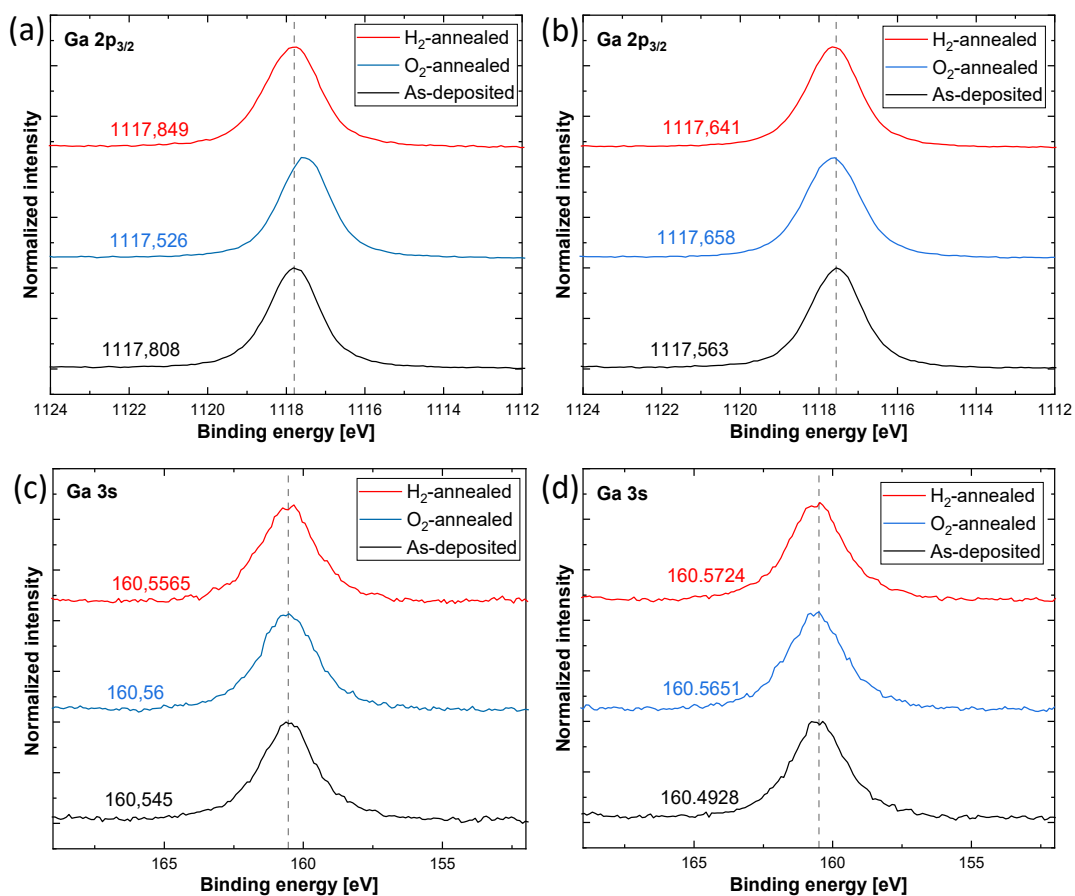 (a)
Ga 2p3/2
H2-annealed
O2-annealed
As-deposited
1117,849
1117,526
1117,808
Normalized intensity
1124 1122 1120 1118 1116 1114 1112
Binding energy [eV]
(b)
Ga 2p3/2
H2-annealed
O2-annealed
As-deposited
1117,641
1117,658
1117,563
Normalized intensity
1124 1122 1120 1118 1116 1114 1112
Binding energy [eV]
(c)
Ga 3s
H2-annealed
O2-annealed
As-deposited
160,5565
160,56
160,545
Normalized intensity
165 160 155
Binding energy [eV]
(d)
Ga 3s
H2-annealed
O2-annealed
As-deposited
160.5724
160.5651
160.4928
Normalized intensity
165 160 155
Binding energy [eV]